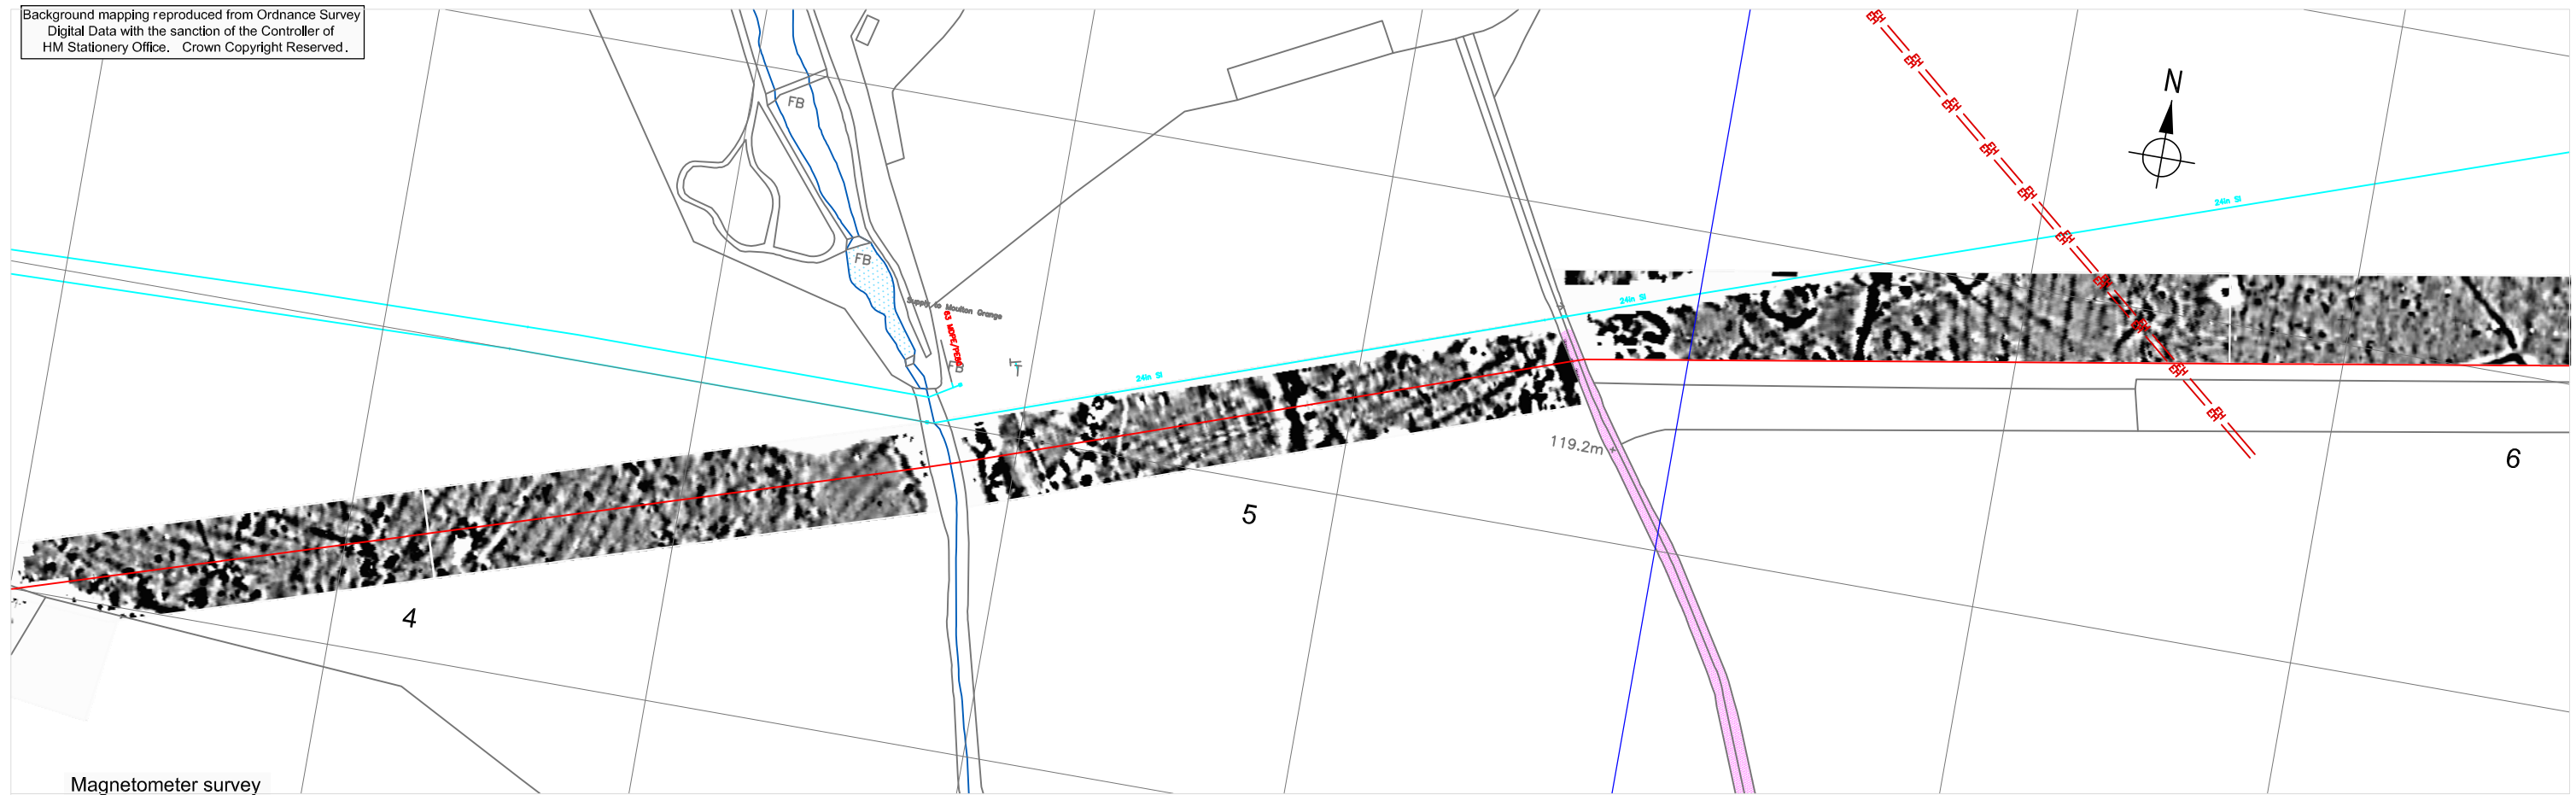 Background mapping reproduced from Ordnance Survey
Digital Data with the sanction of the Controller of
HM Stationery Office. Crown Copyright Reserved.
FB
N
24in SI
FB
Supply to Moulton Grange
24in SI
24in SI
119.2m
6
5
4
Magnetometer survey